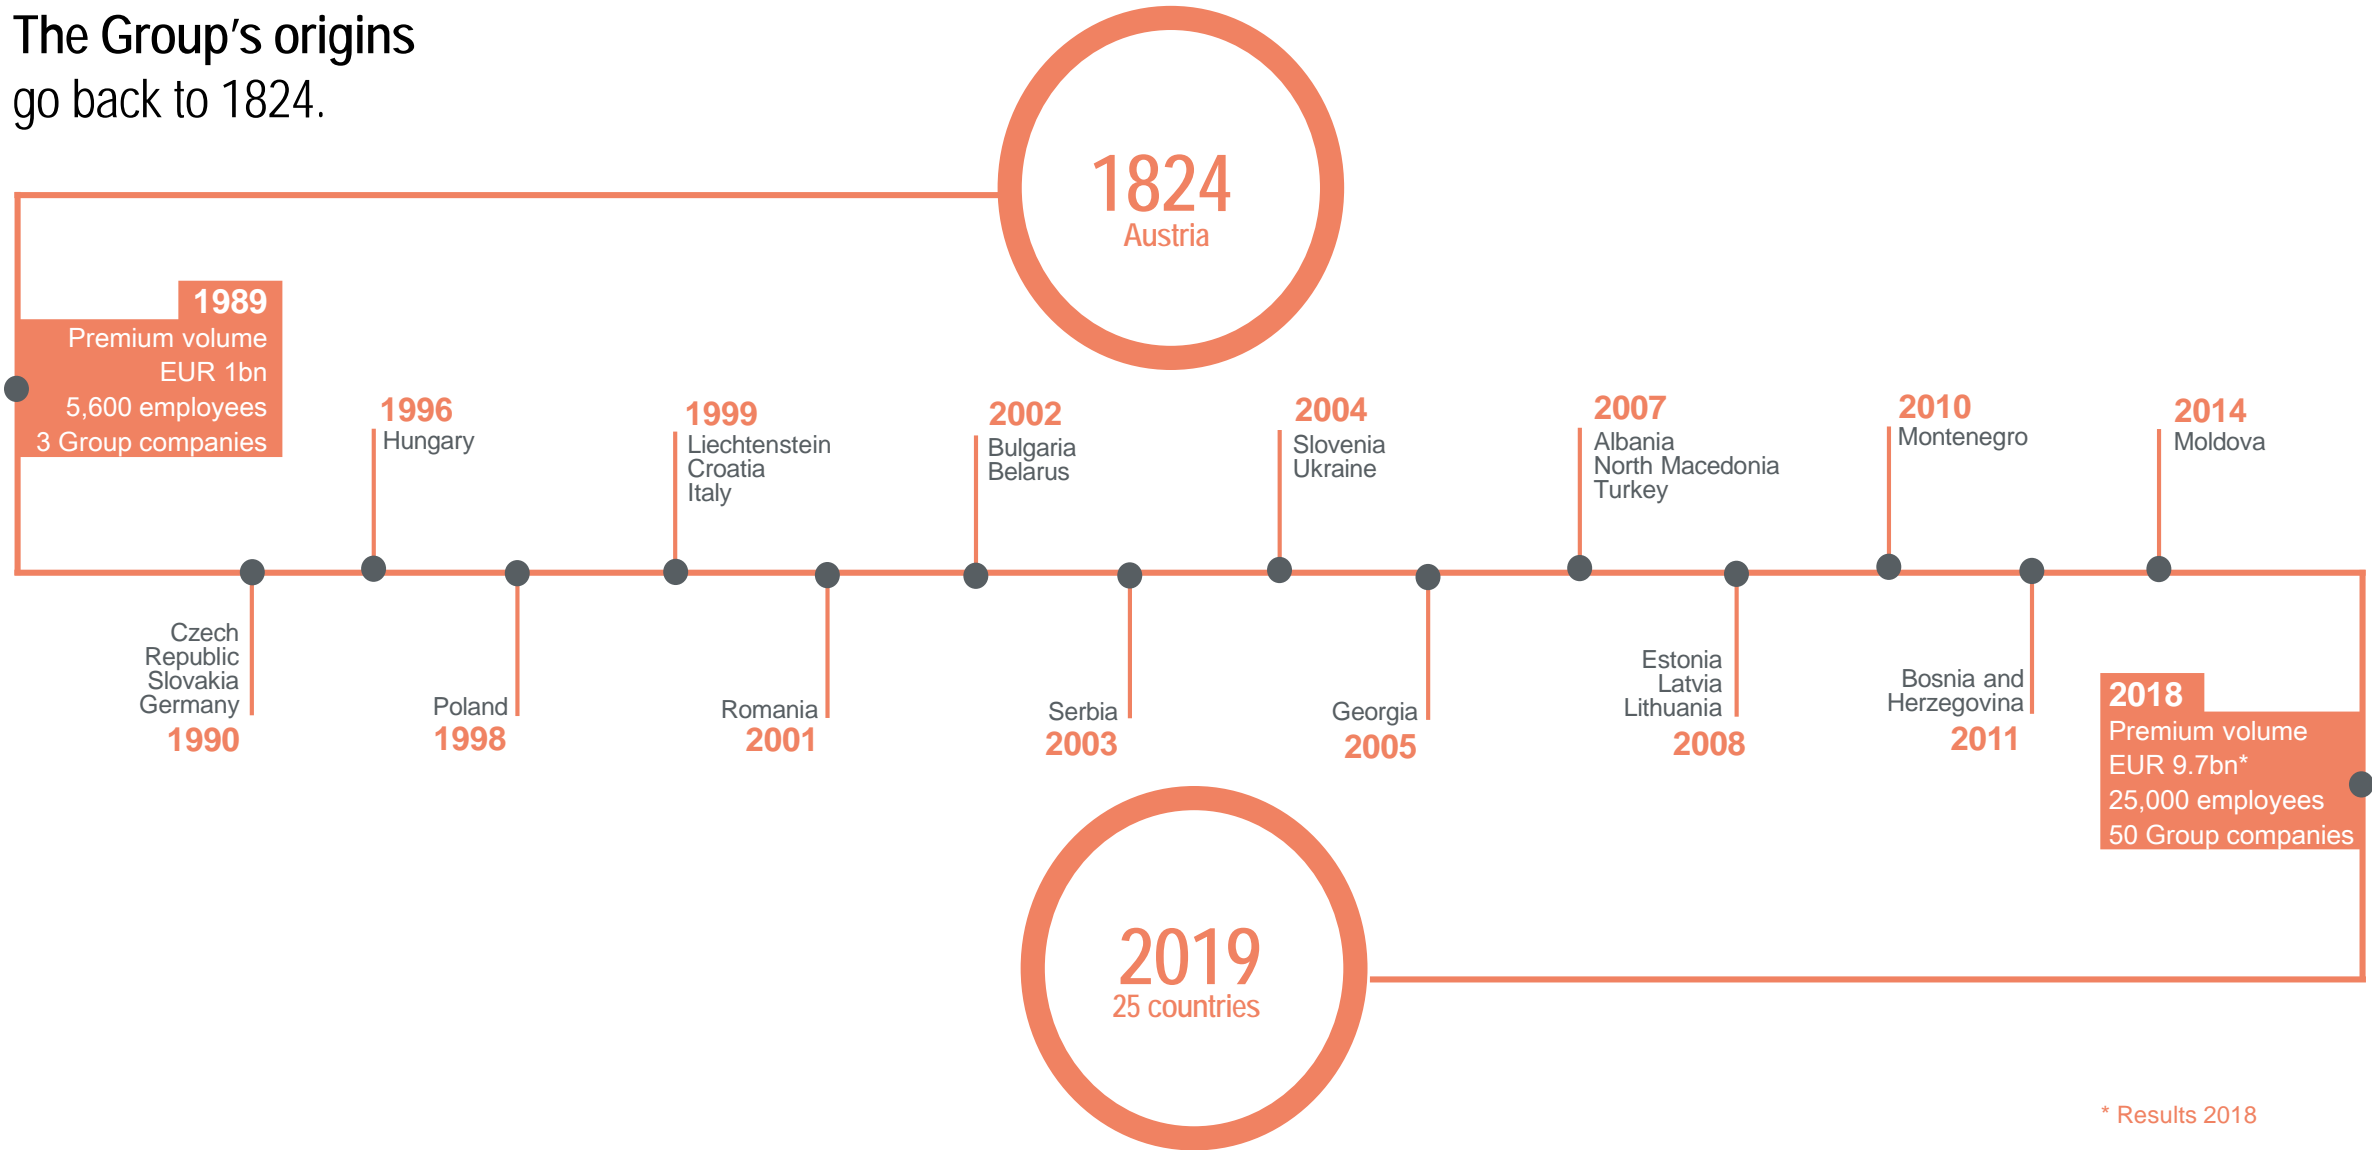 The Group's origins
go back to 1824.
1824
Austria
1989
Premium volume
EUR 1bn
5,600 employees
3 Group companies
Czech
Republic
Slovakia
Germany
1990
1996
Hungary
Poland
1998
1999
Liechtenstein
Croatia
Italy
Romania
2001
2002
Bulgaria
Belarus
Serbia
2003
2004
Slovenia
Ukraine
Georgia
2005
2007
Albania
North Macedonia
Turkey
Estonia
Latvia
Lithuania
2008
2010
Montenegro
Bosnia and
Herzegovina
2011
2014
Moldova
2018
Premium volume
EUR 9.7bn*
25,000 employees
50 Group companies
2019
25 countries
* Results 2018